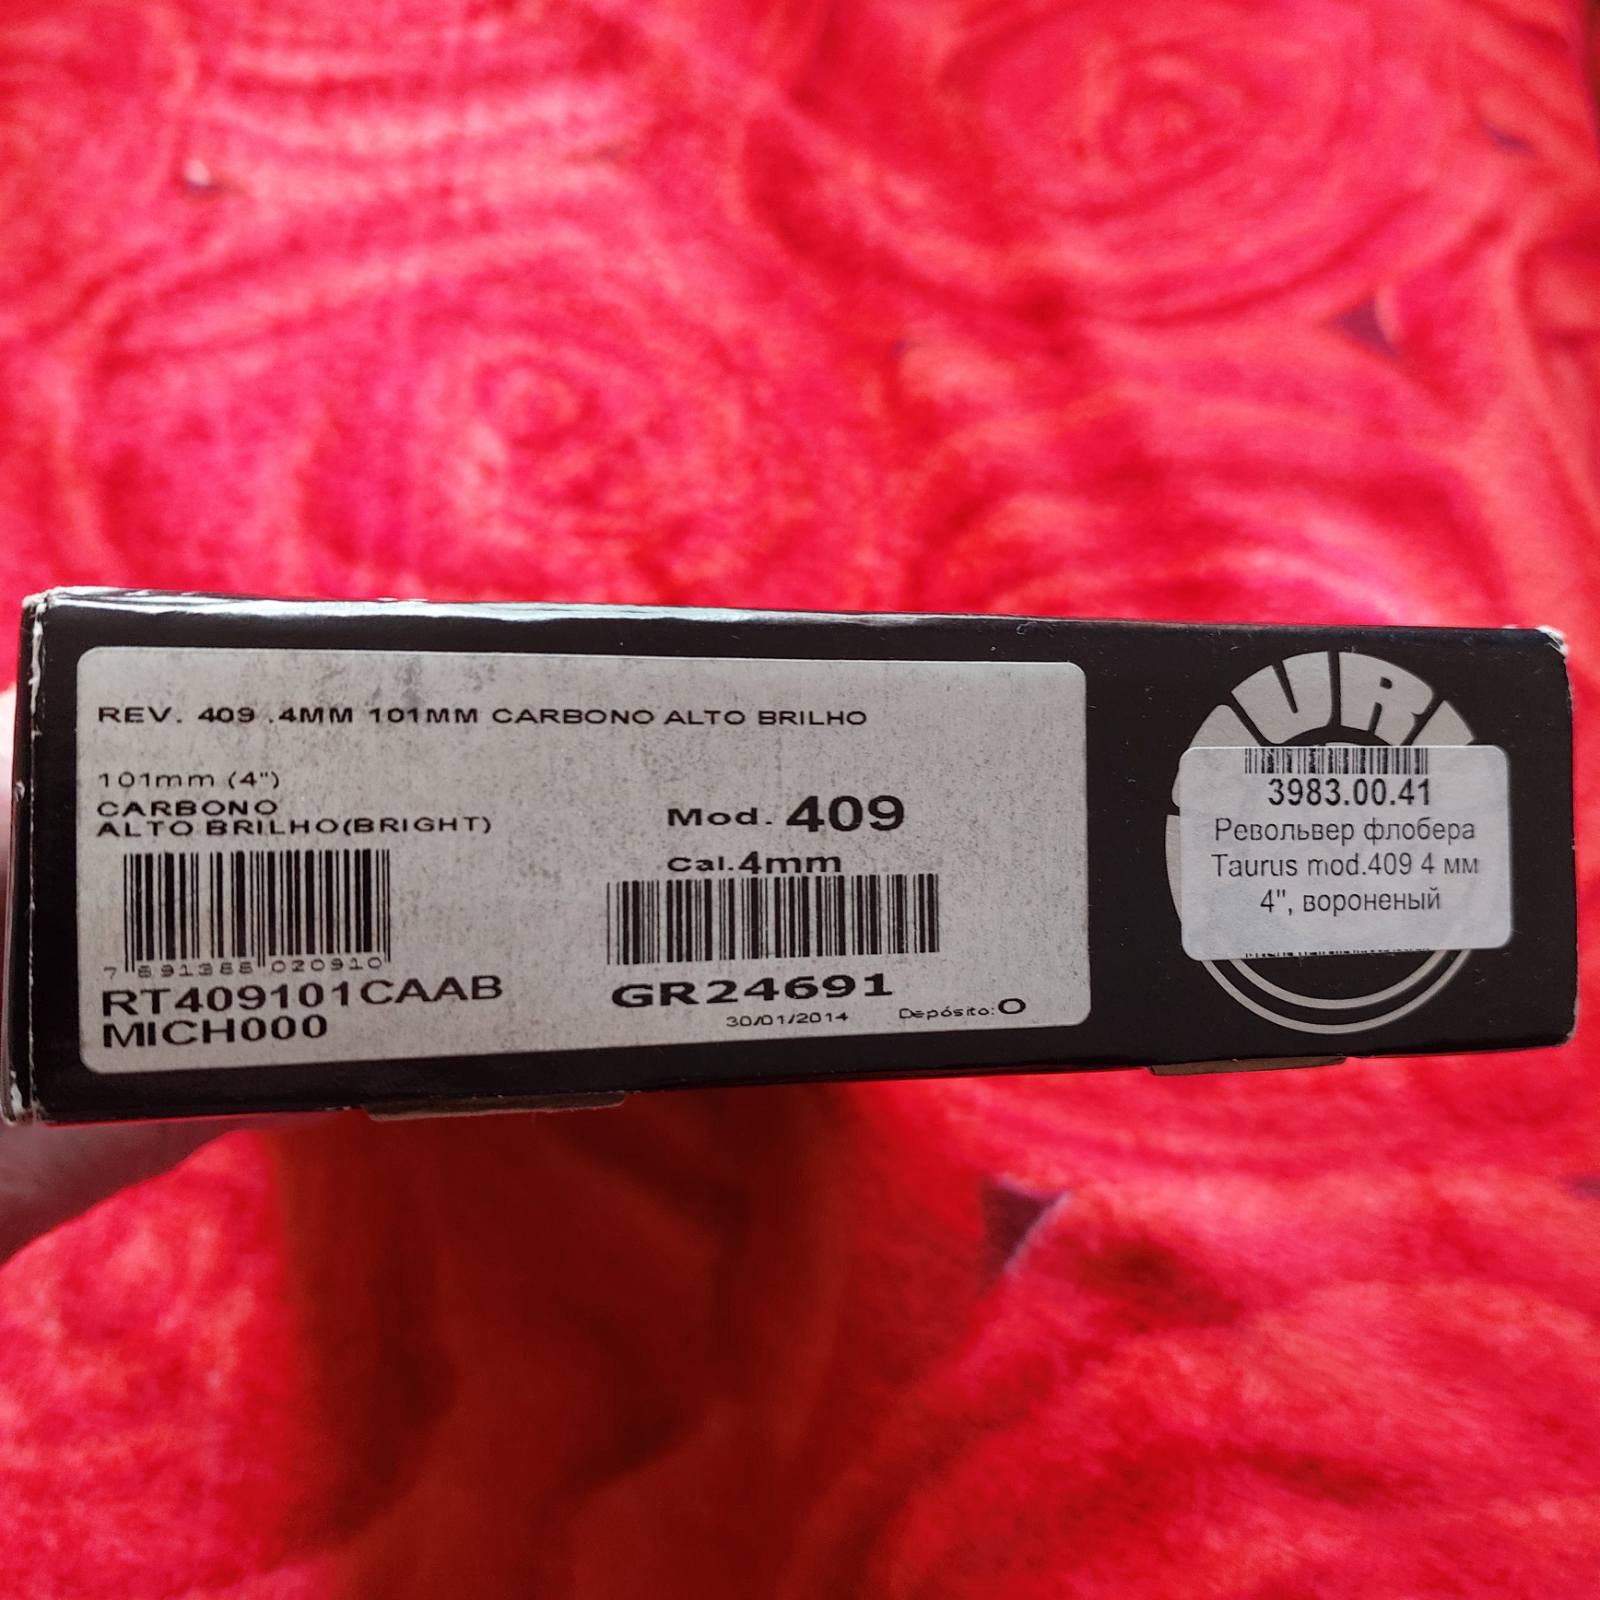 REV. 409 .4MM 101MM CARBONO ALTO BRILHO
101mm (4")
CARBONO
ALTO BRILHO(BRIGHT)
7 891388 020910
RT409101CAAB
MICH000
Mod. 409
Cal.4mm
GR24691
30/01/2014 Depósito:O
3983.00.41
Револьвер флобера
Taurus mod.409 4 мм
4", вороненый